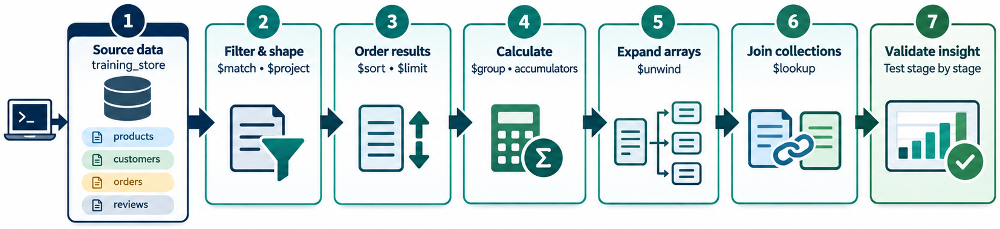 1
Source data
training_store
>_
products
customers
orders
reviews
2
Filter & shape
$match • $project
3
Order results
$sort • $limit
4
Calculate
$group • accumulators
Σ
5
Expand arrays
$unwind
6
Join collections
$lookup
7
Validate insight
Test stage by stage